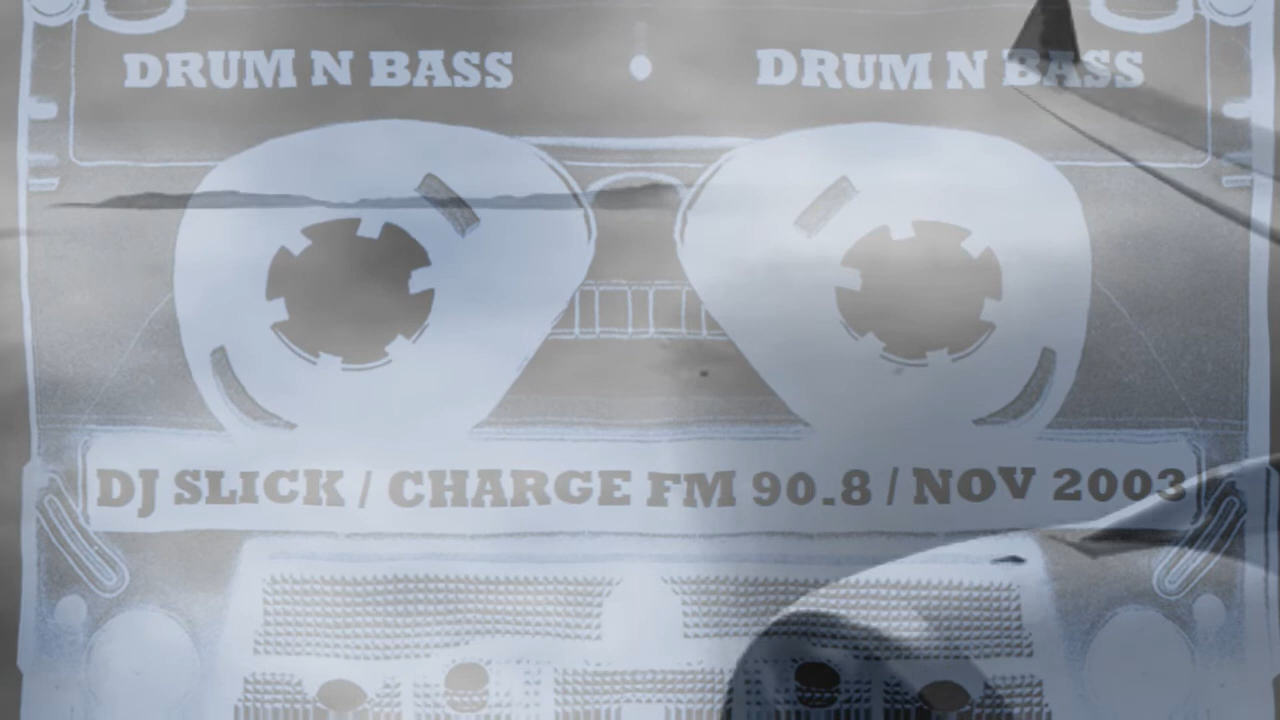 DRUM N BASS DRUM N BASS
DJ SLICK / CHARGE FM 90.8 / NOV 2003